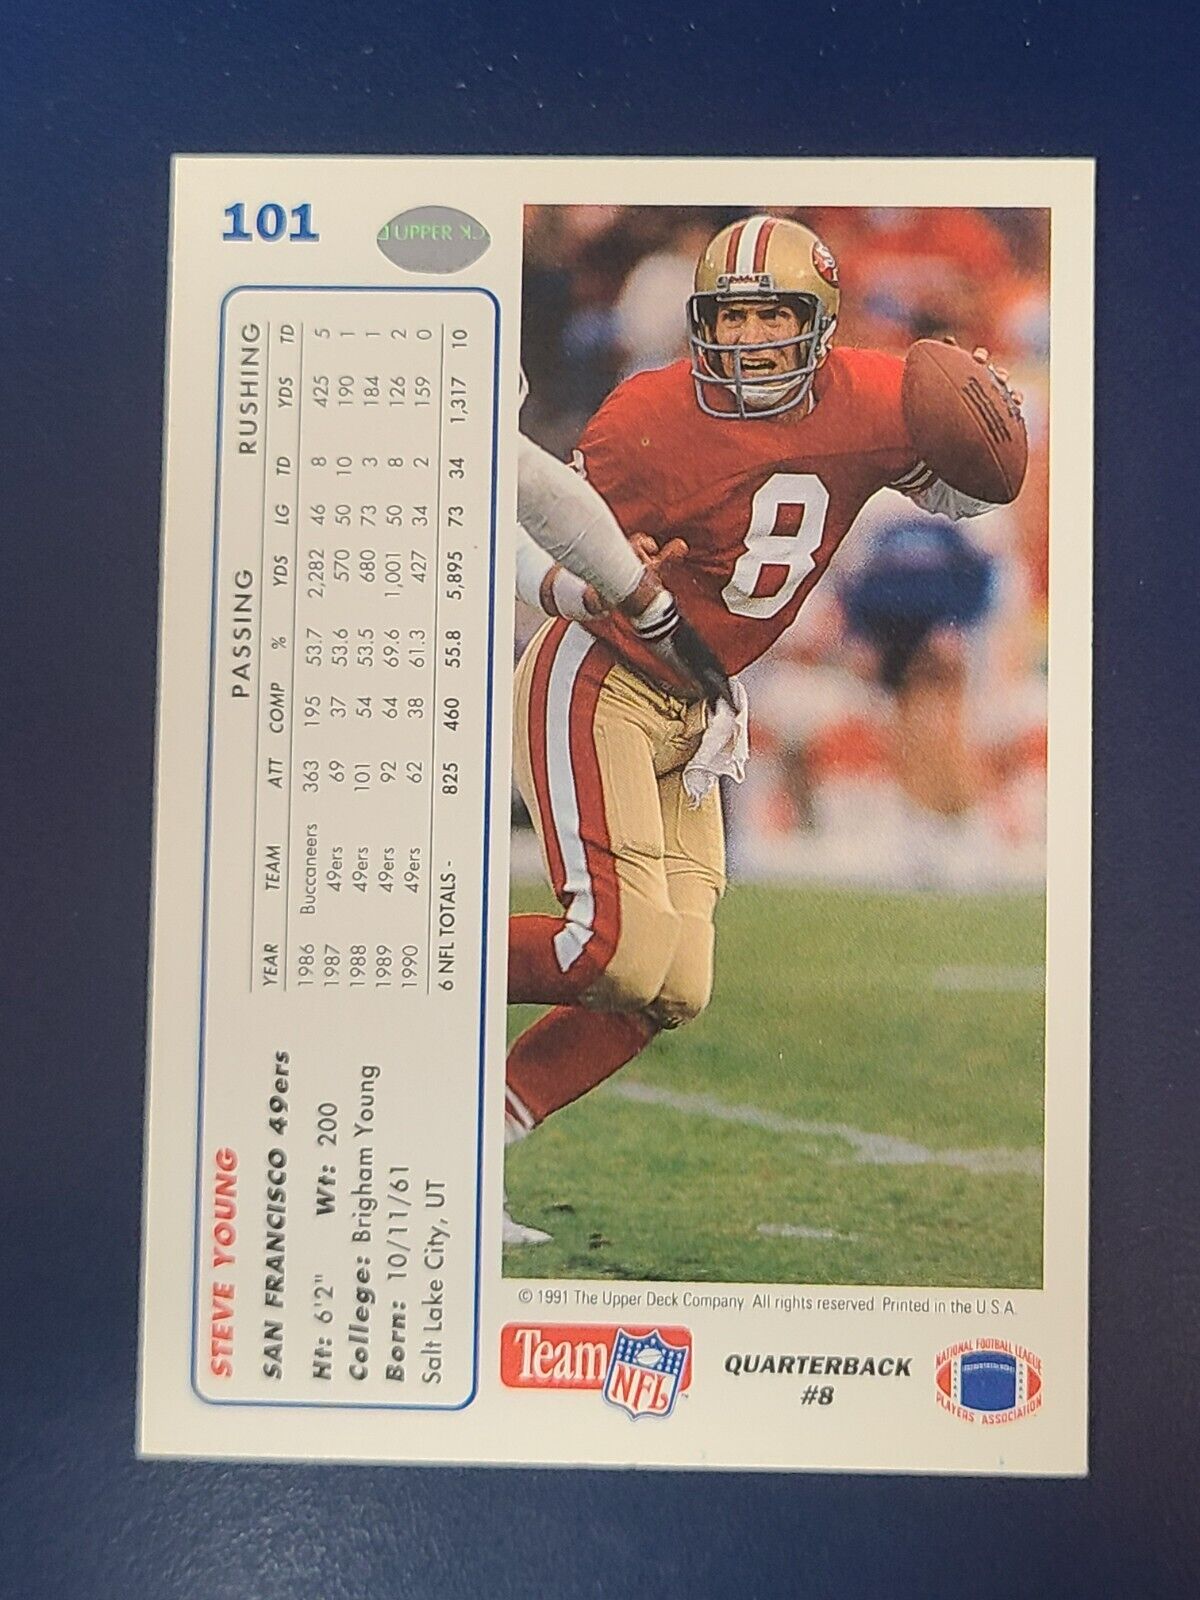 101
UPPER
STEVE YOUNG
SAN FRANCISCO 49ers
Ht: 6'2" Wt: 200
College: Brigham Young
Born: 10/11/61
Salt Lake City, UT
PASSING RUSHING
YEAR TEAM ATT COMP % YDS LG TD YDS TD
1986 Buccaneers 363 195 53.7 2,282 46 8 425 5
1987 49ers 69 37 53.6 570 50 10 190 1
1988 49ers 101 54 53.5 680 73 3 184 1
1989 49ers 92 64 69.6 1,001 50 8 126 2
1990 49ers 62 38 61.3 427 34 2 159 0
6 NFL TOTALS - 825 460 55.8 5,895 73 34 1,317 10
8
© 1991 The Upper Deck Company. All rights reserved. Printed in the U.S.A.
Team NFL
QUARTERBACK
#8
NATIONAL FOOTBALL LEAGUE
PLAYERS ASSOCIATION